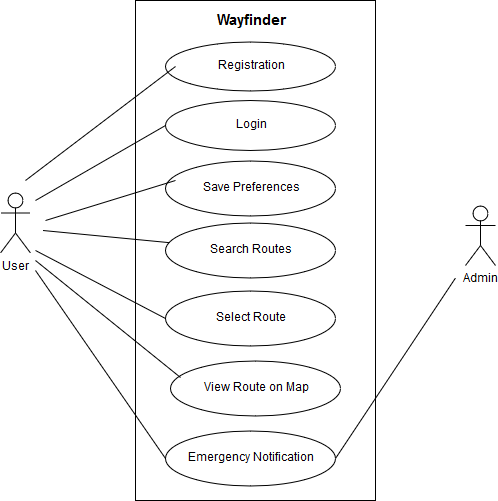 Wayfinder
Registration
Login
Save Preferences
Search Routes
User
Admin
Select Route
View Route on Map
Emergency Notification